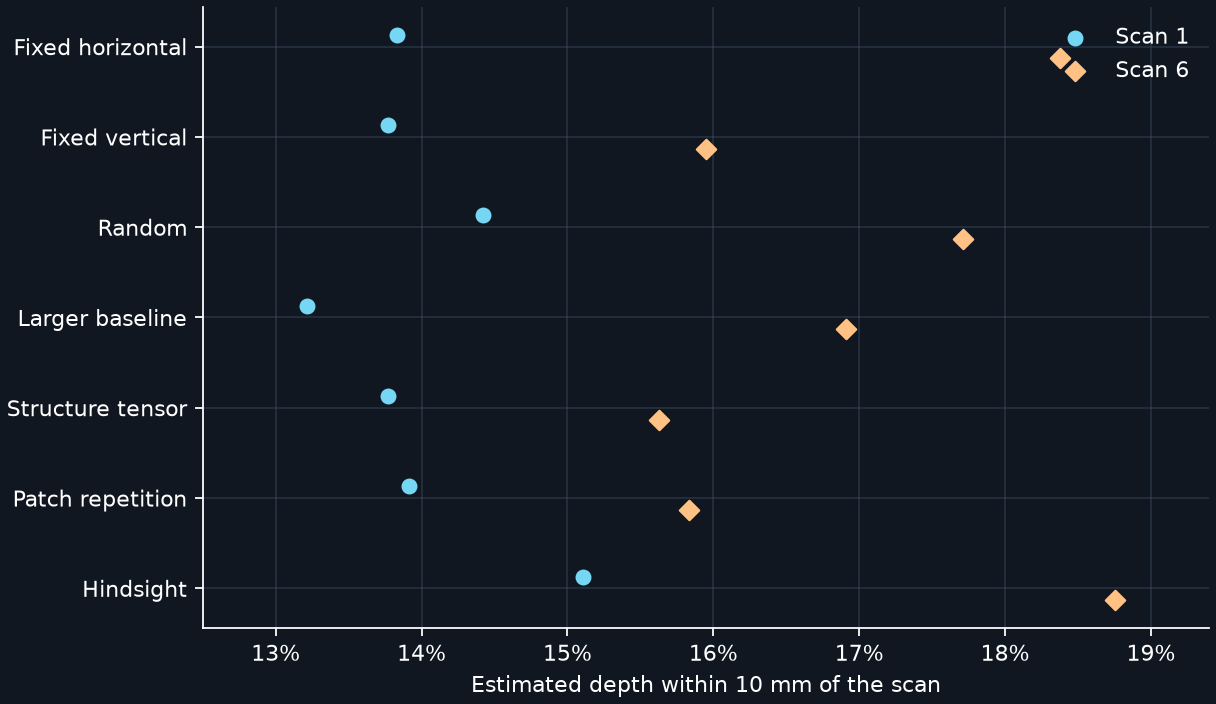 Fixed horizontal
Fixed vertical
Random
Larger baseline
Structure tensor
Patch repetition
Hindsight
Scan 1
Scan 6
13% 14% 15% 16% 17% 18% 19%
Estimated depth within 10 mm of the scan